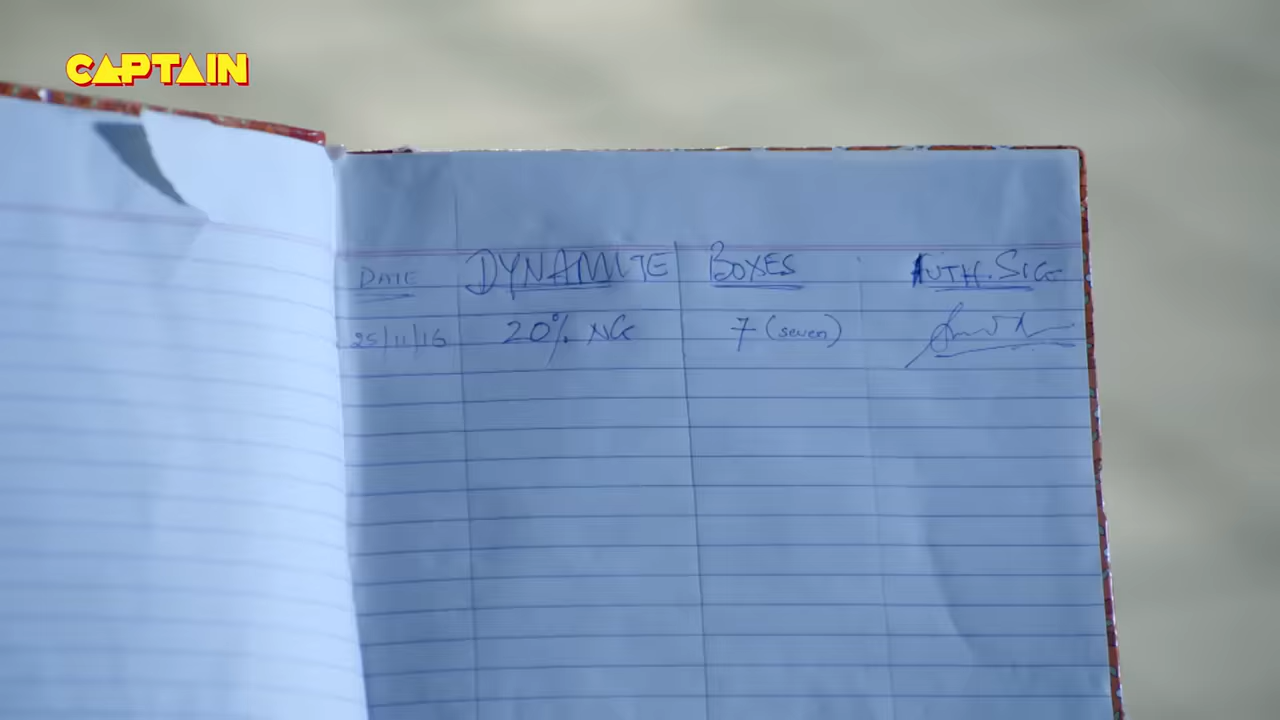 CAPTAIN
DATE DYNAMITE BOXES AUTH. SIG
25/11/16 20% NG 7 (seven)